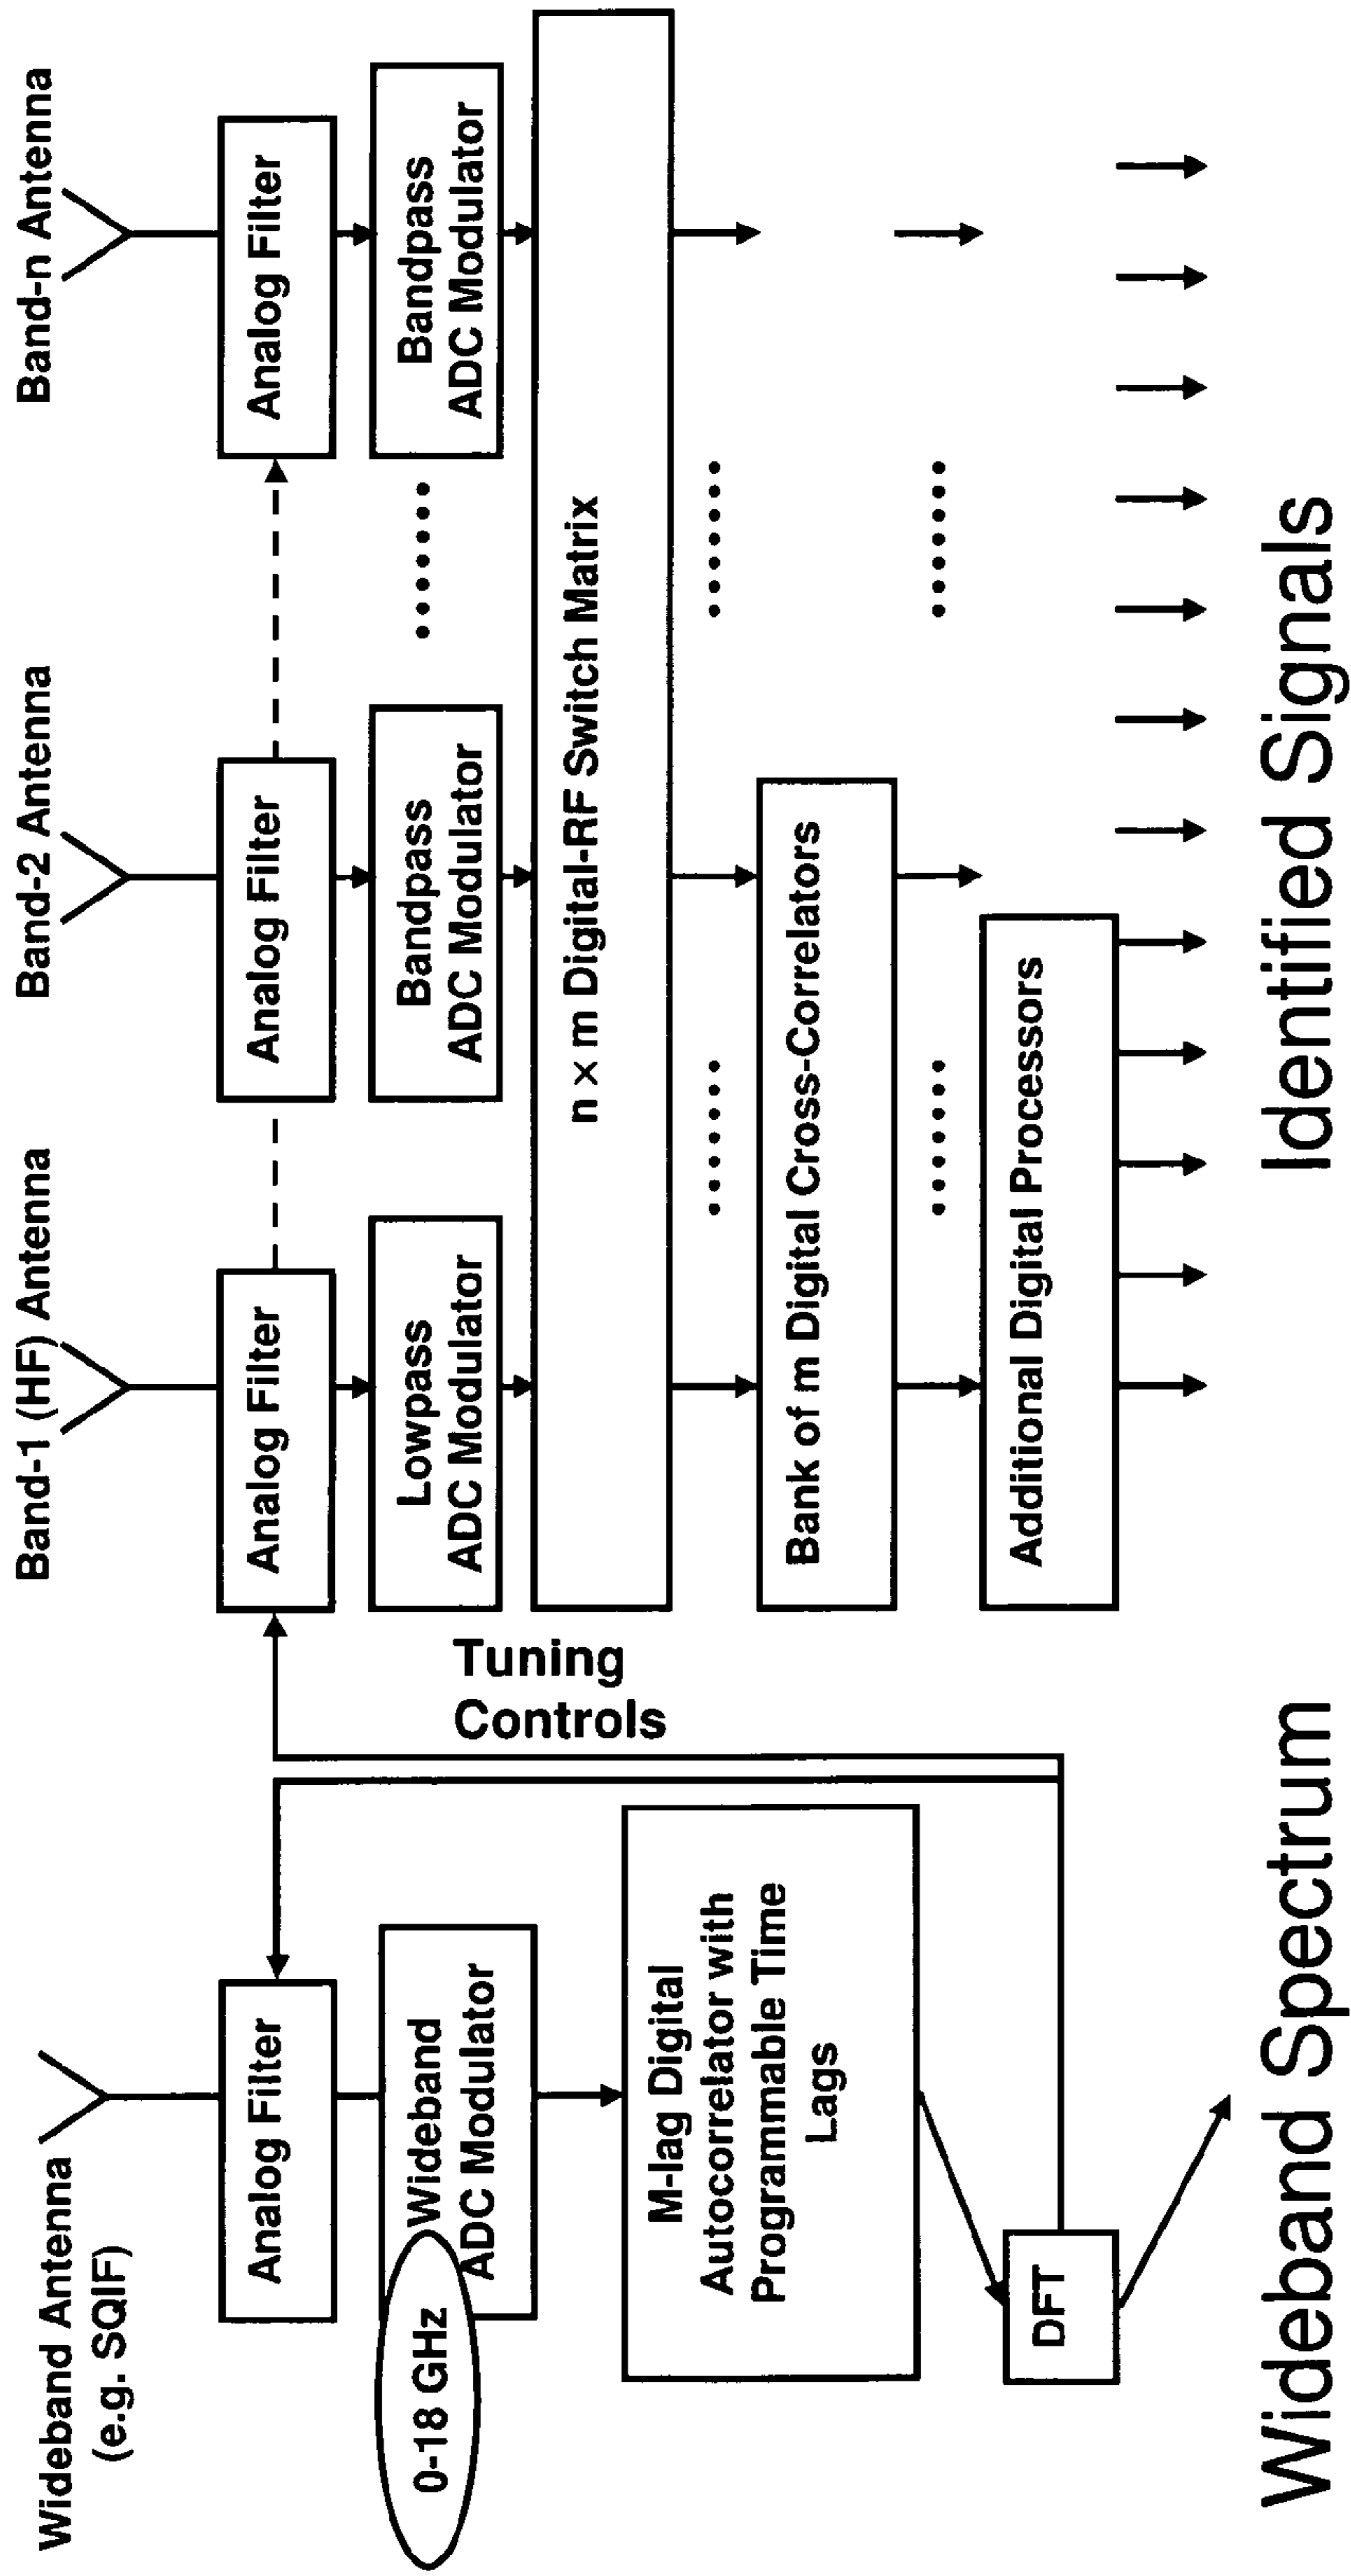 Wideband Antenna
(e.g. SQIF)
Analog Filter
Wideband
ADC Modulator
0-18 GHz
M-lag Digital
Autocorrelator with
Programmable Time
Lags
DFT
Wideband Spectrum
Tuning
Controls
Band-1 (HF) Antenna
Band-2 Antenna
Band-n Antenna
Analog Filter
Analog Filter
Analog Filter
Lowpass
ADC Modulator
Bandpass
ADC Modulator
Bandpass
ADC Modulator
n × m Digital-RF Switch Matrix
Bank of m Digital Cross-Correlators
Additional Digital Processors
Identified Signals